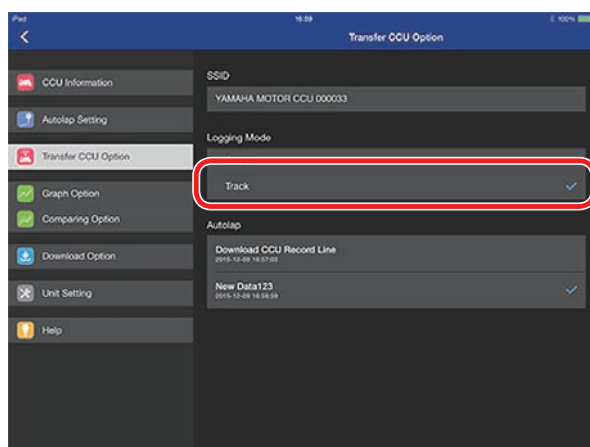 iPad
16:59
100%
Transfer CCU Option
CCU Information
Autolap Setting
Transfer CCU Option
Graph Option
Comparing Option
Download Option
Unit Setting
Help
SSID
YAMAHA MOTOR CCU 000033
Logging Mode
Track
Autolap
Download CCU Record Line
2015-12-09 16:57:03
New Data123
2015-12-09 16:58:59